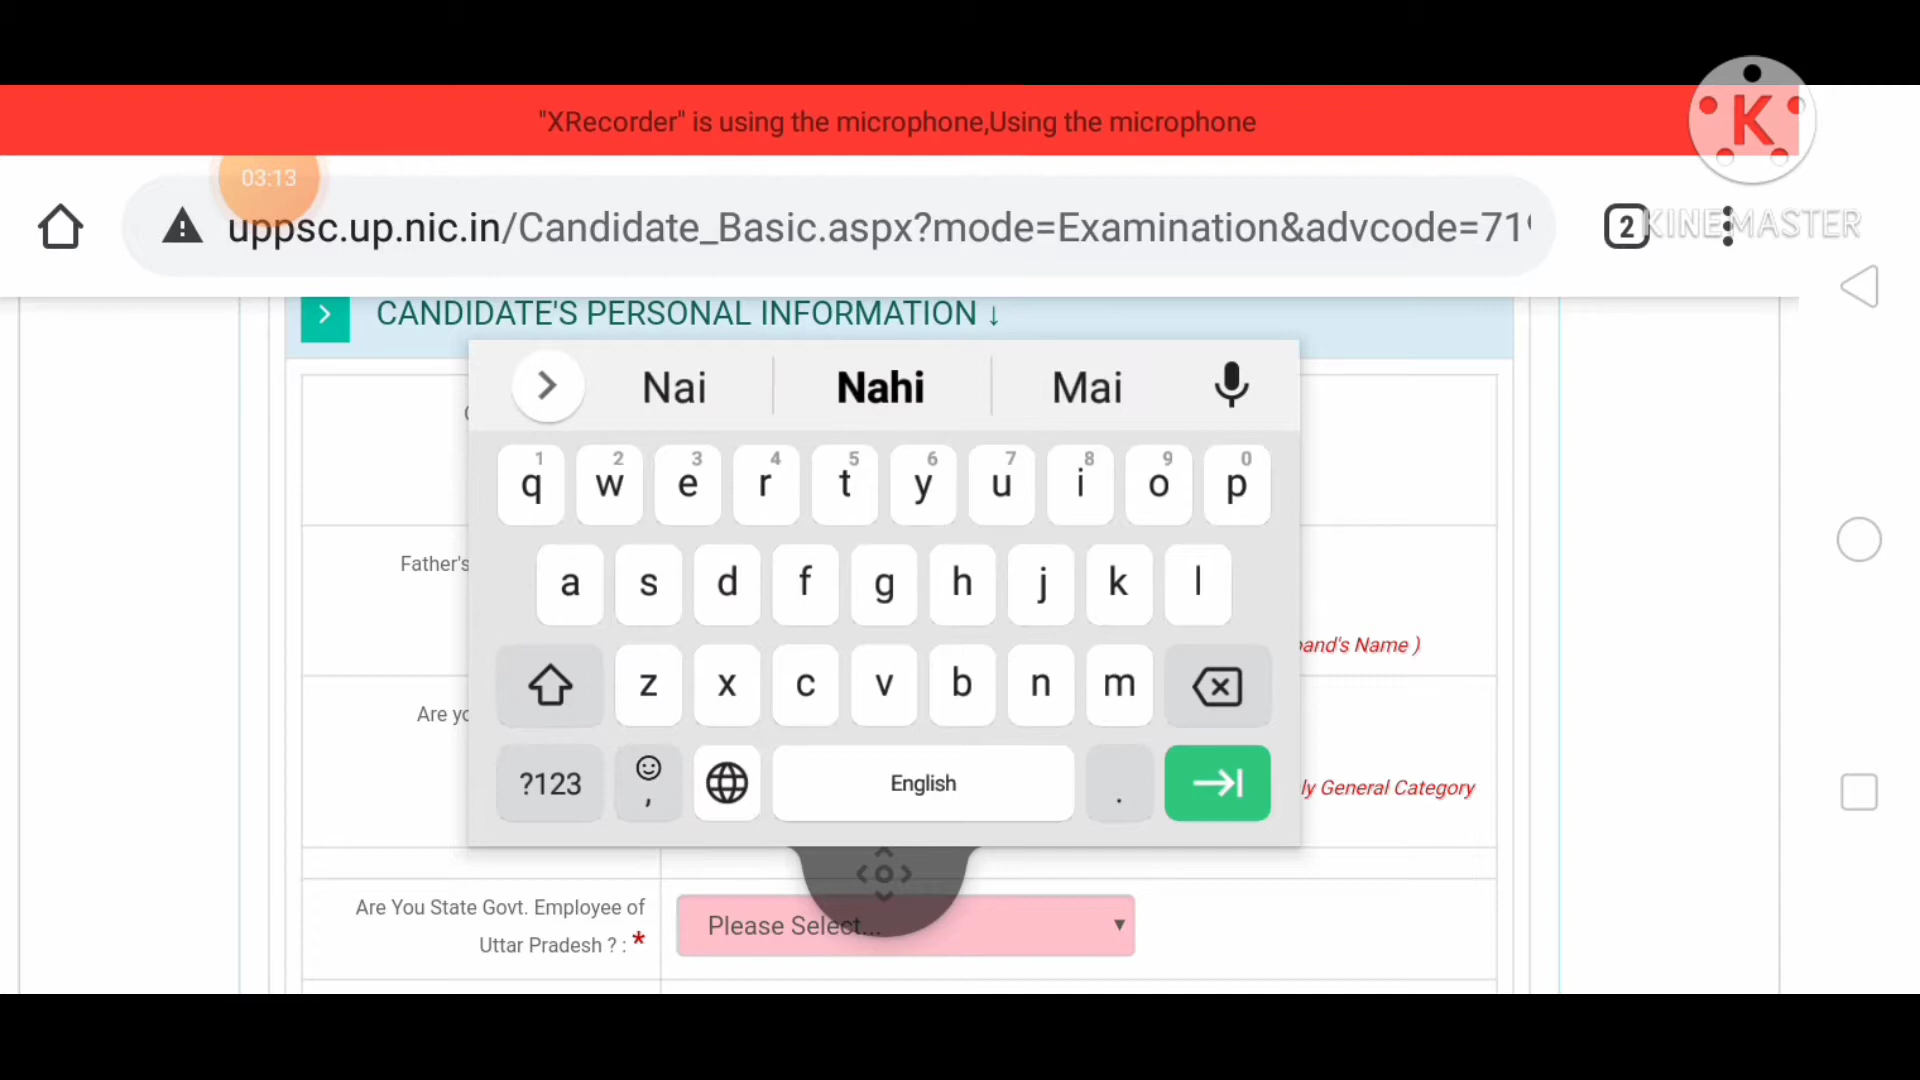 "XRecorder" is using the microphone,Using the microphone
K
03:13
uppsc.up.nic.in/Candidate_Basic.aspx?mode=Examination&advcode=71
2
KINEMASTER
CANDIDATE'S PERSONAL INFORMATION ↓
Nai Nahi Mai
1 2 3 4 5 6 7 8 9 0
q w e r t y u i o p
a s d f g h j k l
Father's
and's Name )
z x c v b n m
Are yo
?123 , English .
ly General Category
Are You State Govt. Employee of
Uttar Pradesh ? : *
Please Select...